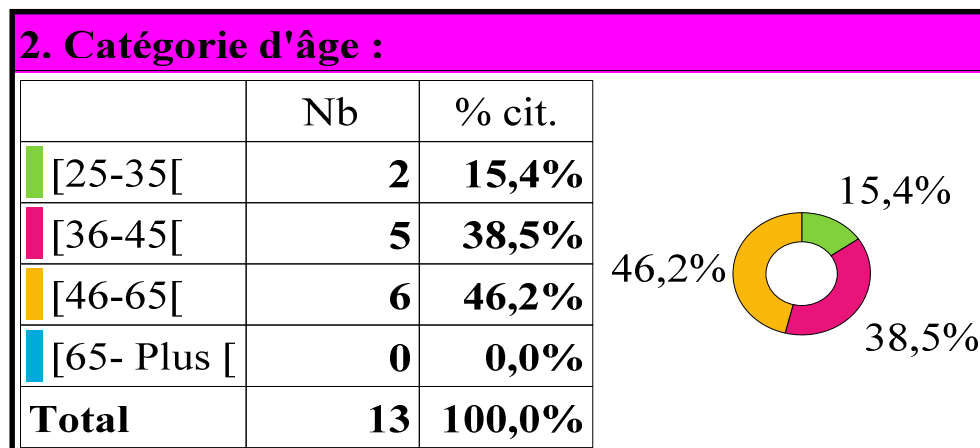 2. Catégorie d'âge :
Nb % cit.
[25-35[ 2 15,4%
[36-45[ 5 38,5%
[46-65[ 6 46,2%
[65- Plus [ 0 0,0%
Total 13 100,0%
15,4%
46,2%
38,5%